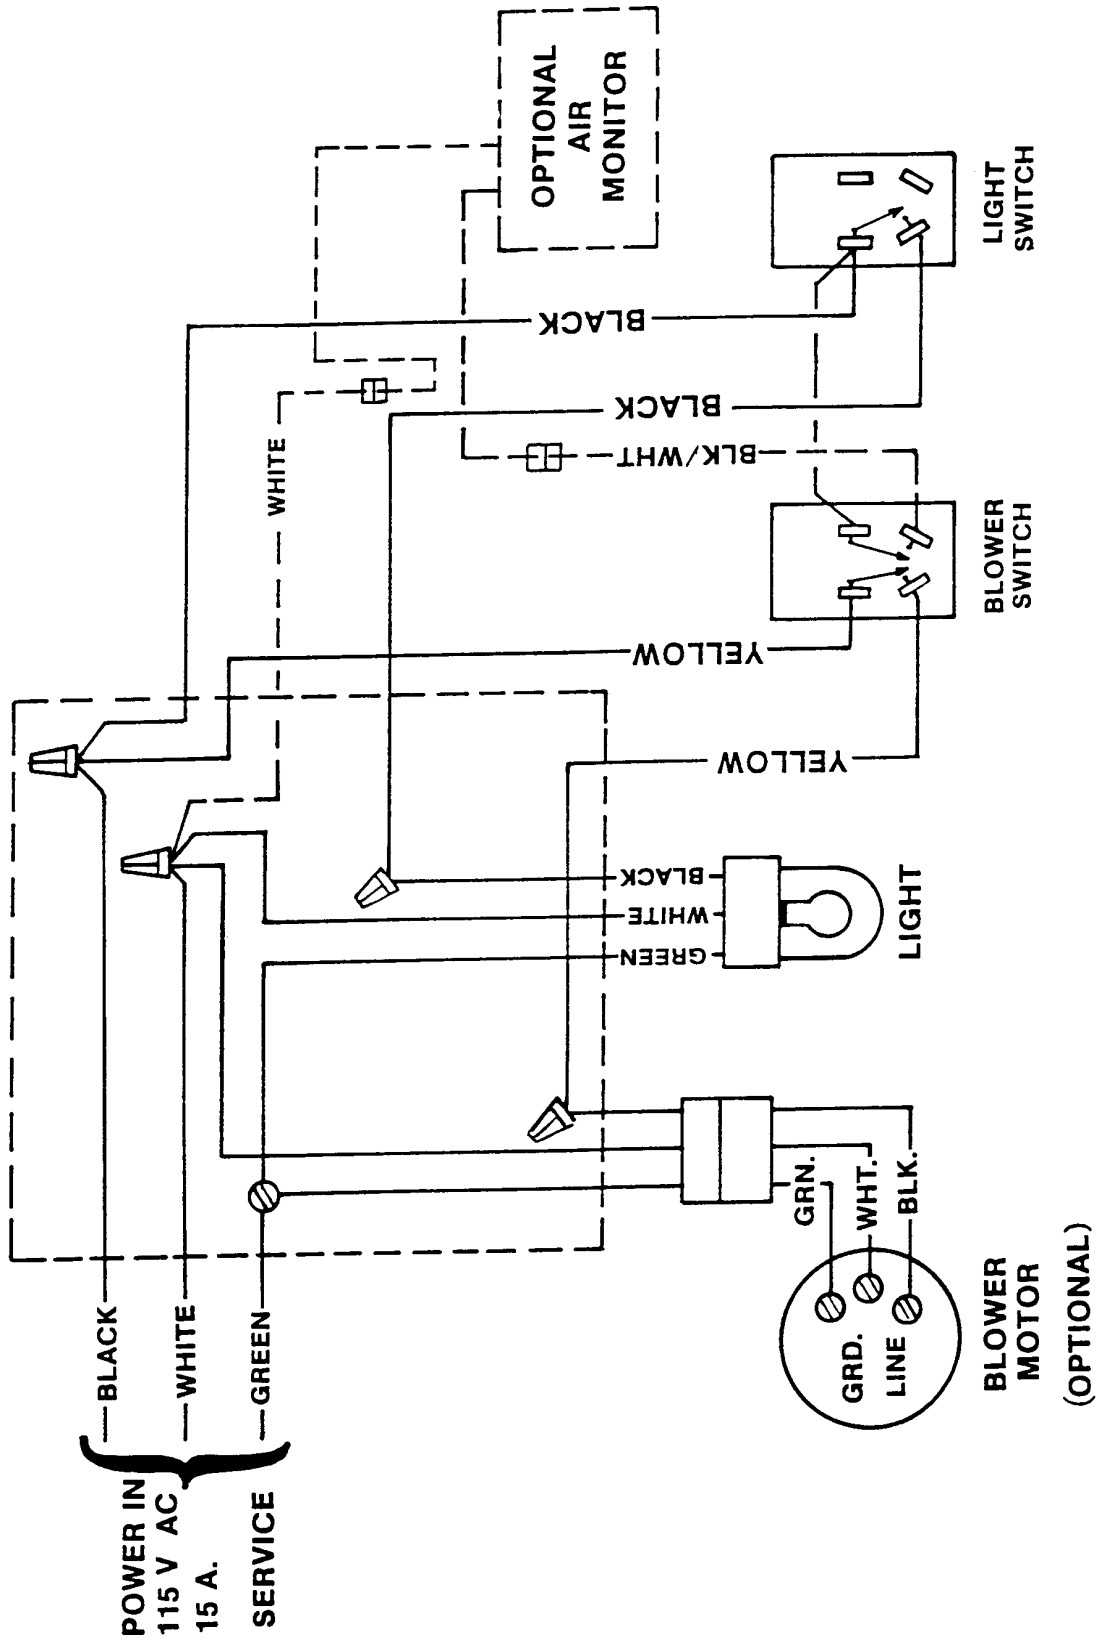 POWER IN
115 V AC
15 A.
SERVICE
BLACK
WHITE
GREEN
WHITE
OPTIONAL
AIR
MONITOR
BLACK
BLACK
BLK/WHT
YELLOW
YELLOW
BLACK
WHITE
GREEN
LIGHT
SWITCH
BLOWER
SWITCH
LIGHT
GRN.
WHT.
BLK.
GRD.
LINE
BLOWER
MOTOR
(OPTIONAL)